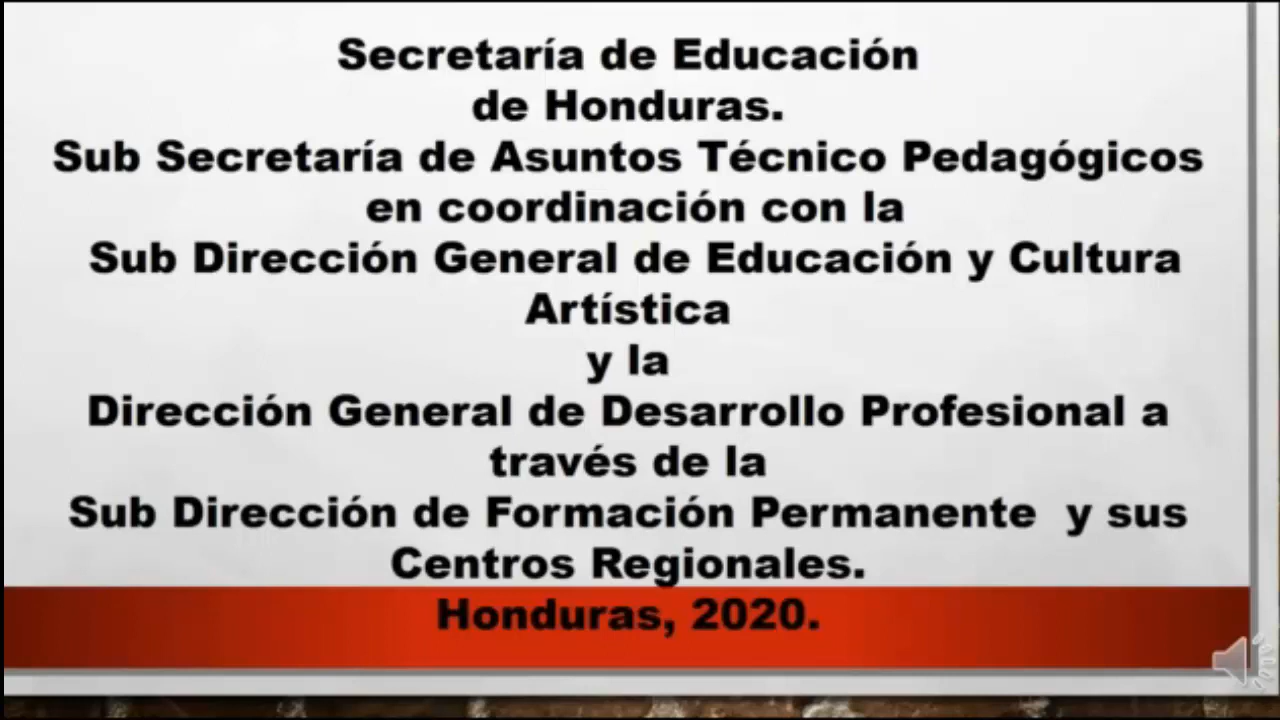 Secretaría de Educación
de Honduras.
Sub Secretaría de Asuntos Técnico Pedagógicos
en coordinación con la
Sub Dirección General de Educación y Cultura
Artística
y la
Dirección General de Desarrollo Profesional a
través de la
Sub Dirección de Formación Permanente y sus
Centros Regionales.
Honduras, 2020.